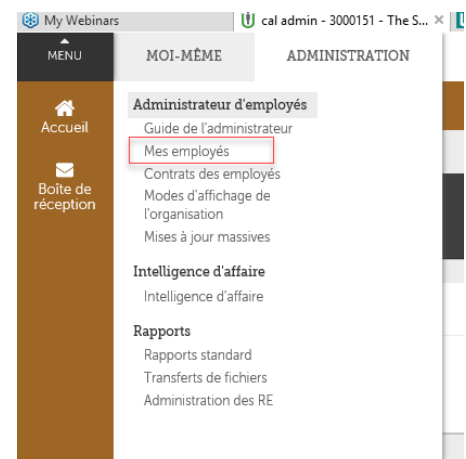 My Webinars
cal admin - 3000151 - The S...
MENU
MOI-MÊME
ADMINISTRATION
Accueil
Boîte de
réception
Administrateur d'employés
Guide de l'administrateur
Mes employés
Contrats des employés
Modes d'affichage de
l'organisation
Mises à jour massives
Intelligence d'affaire
Intelligence d'affaire
Rapports
Rapports standard
Transferts de fichiers
Administration des RE